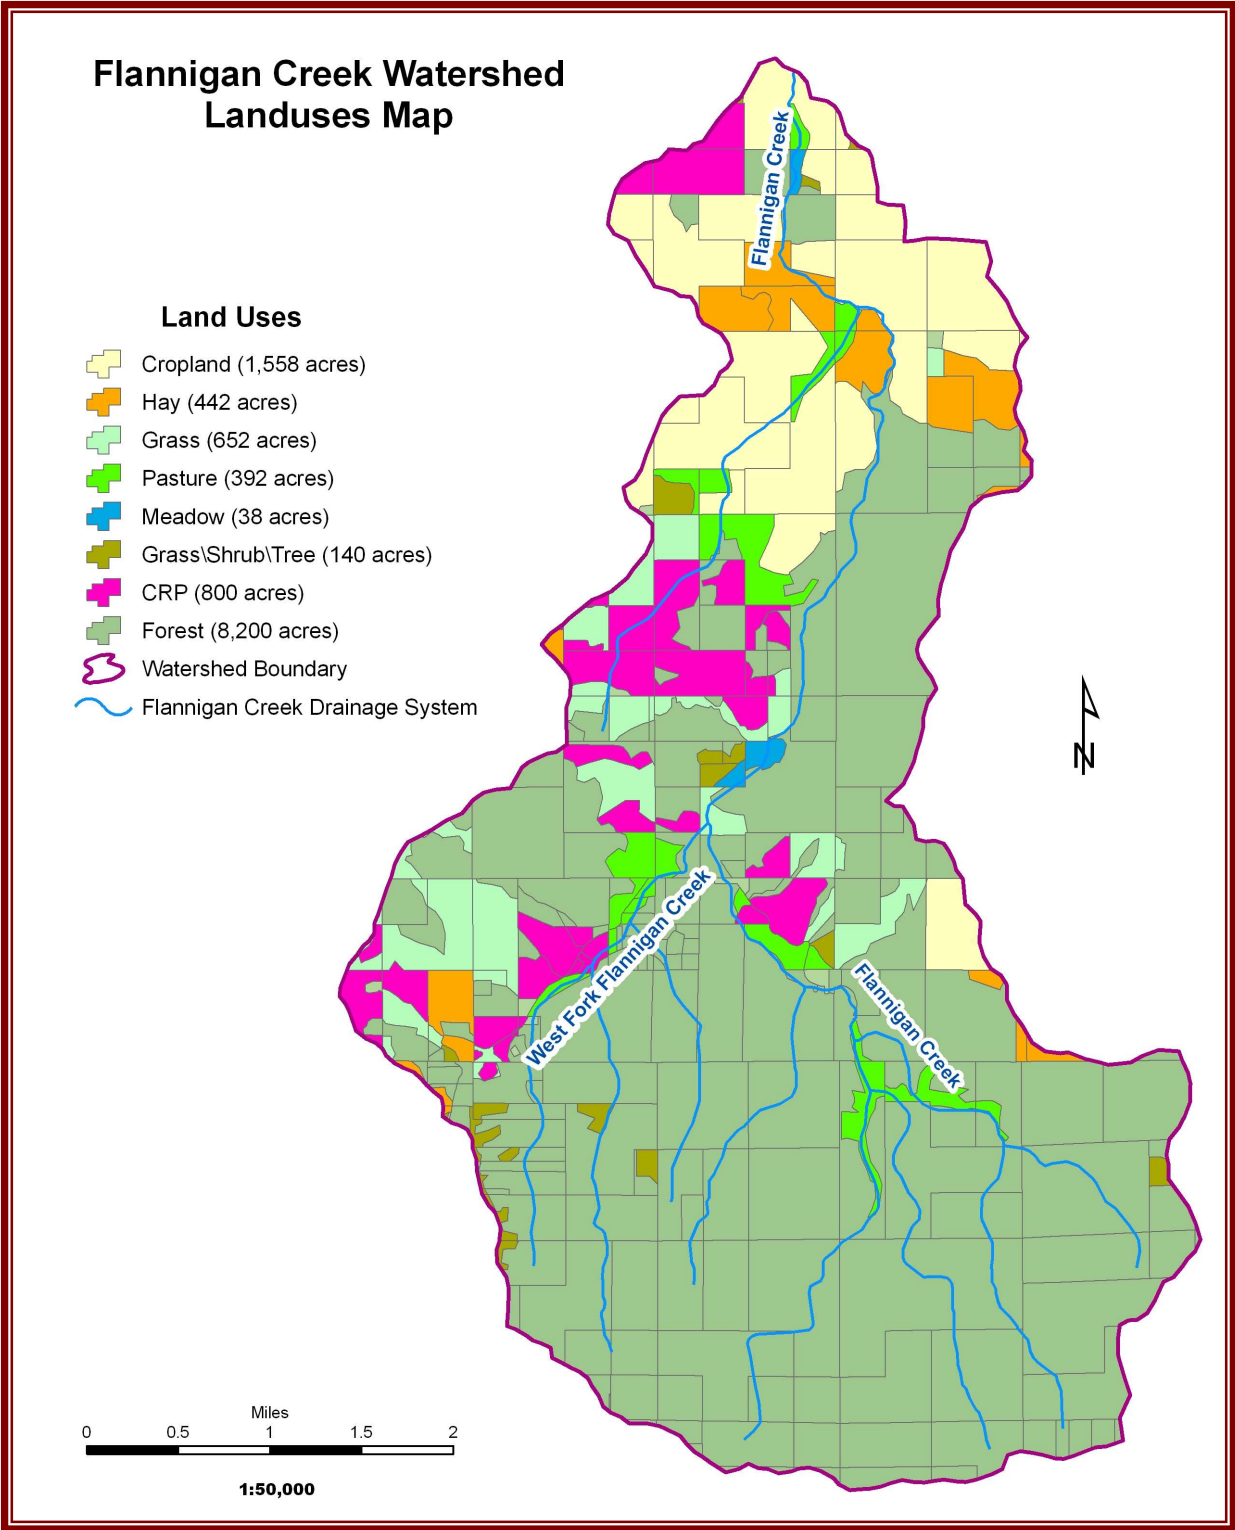 Flannigan Creek Watershed
Landuses Map
Flannigan Creek
Land Uses
Cropland (1,558 acres)
Hay (442 acres)
Grass (652 acres)
Pasture (392 acres)
Meadow (38 acres)
Grass\Shrub\Tree (140 acres)
CRP (800 acres)
Forest (8,200 acres)
Watershed Boundary
Flannigan Creek Drainage System
N
West Fork Flannigan Creek
Flannigan Creek
Miles
0 0.5 1 1.5 2
1:50,000